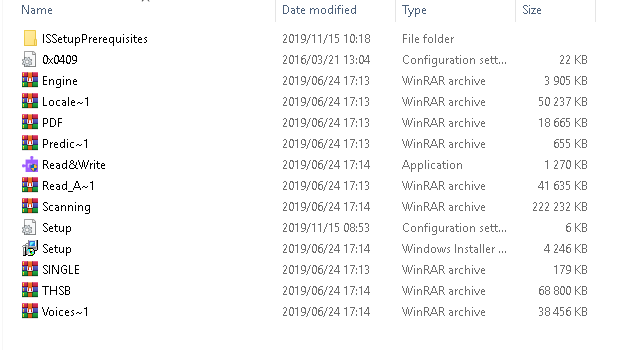 Name Date modified Type Size
ISSetupPrerequisites 2019/11/15 10:18 File folder
0x0409 2016/03/21 13:04 Configuration sett... 22 KB
Engine 2019/06/24 17:13 WinRAR archive 3 905 KB
Locale~1 2019/06/24 17:13 WinRAR archive 50 237 KB
PDF 2019/06/24 17:13 WinRAR archive 18 665 KB
Predic~1 2019/06/24 17:13 WinRAR archive 655 KB
Read&Write 2019/06/24 17:14 Application 1 270 KB
Read_A~1 2019/06/24 17:13 WinRAR archive 41 635 KB
Scanning 2019/06/24 17:14 WinRAR archive 222 232 KB
Setup 2019/11/15 08:53 Configuration sett... 6 KB
Setup 2019/06/24 17:14 Windows Installer ... 4 246 KB
SINGLE 2019/06/24 17:13 WinRAR archive 179 KB
THSB 2019/06/24 17:14 WinRAR archive 68 800 KB
Voices~1 2019/06/24 17:14 WinRAR archive 38 456 KB